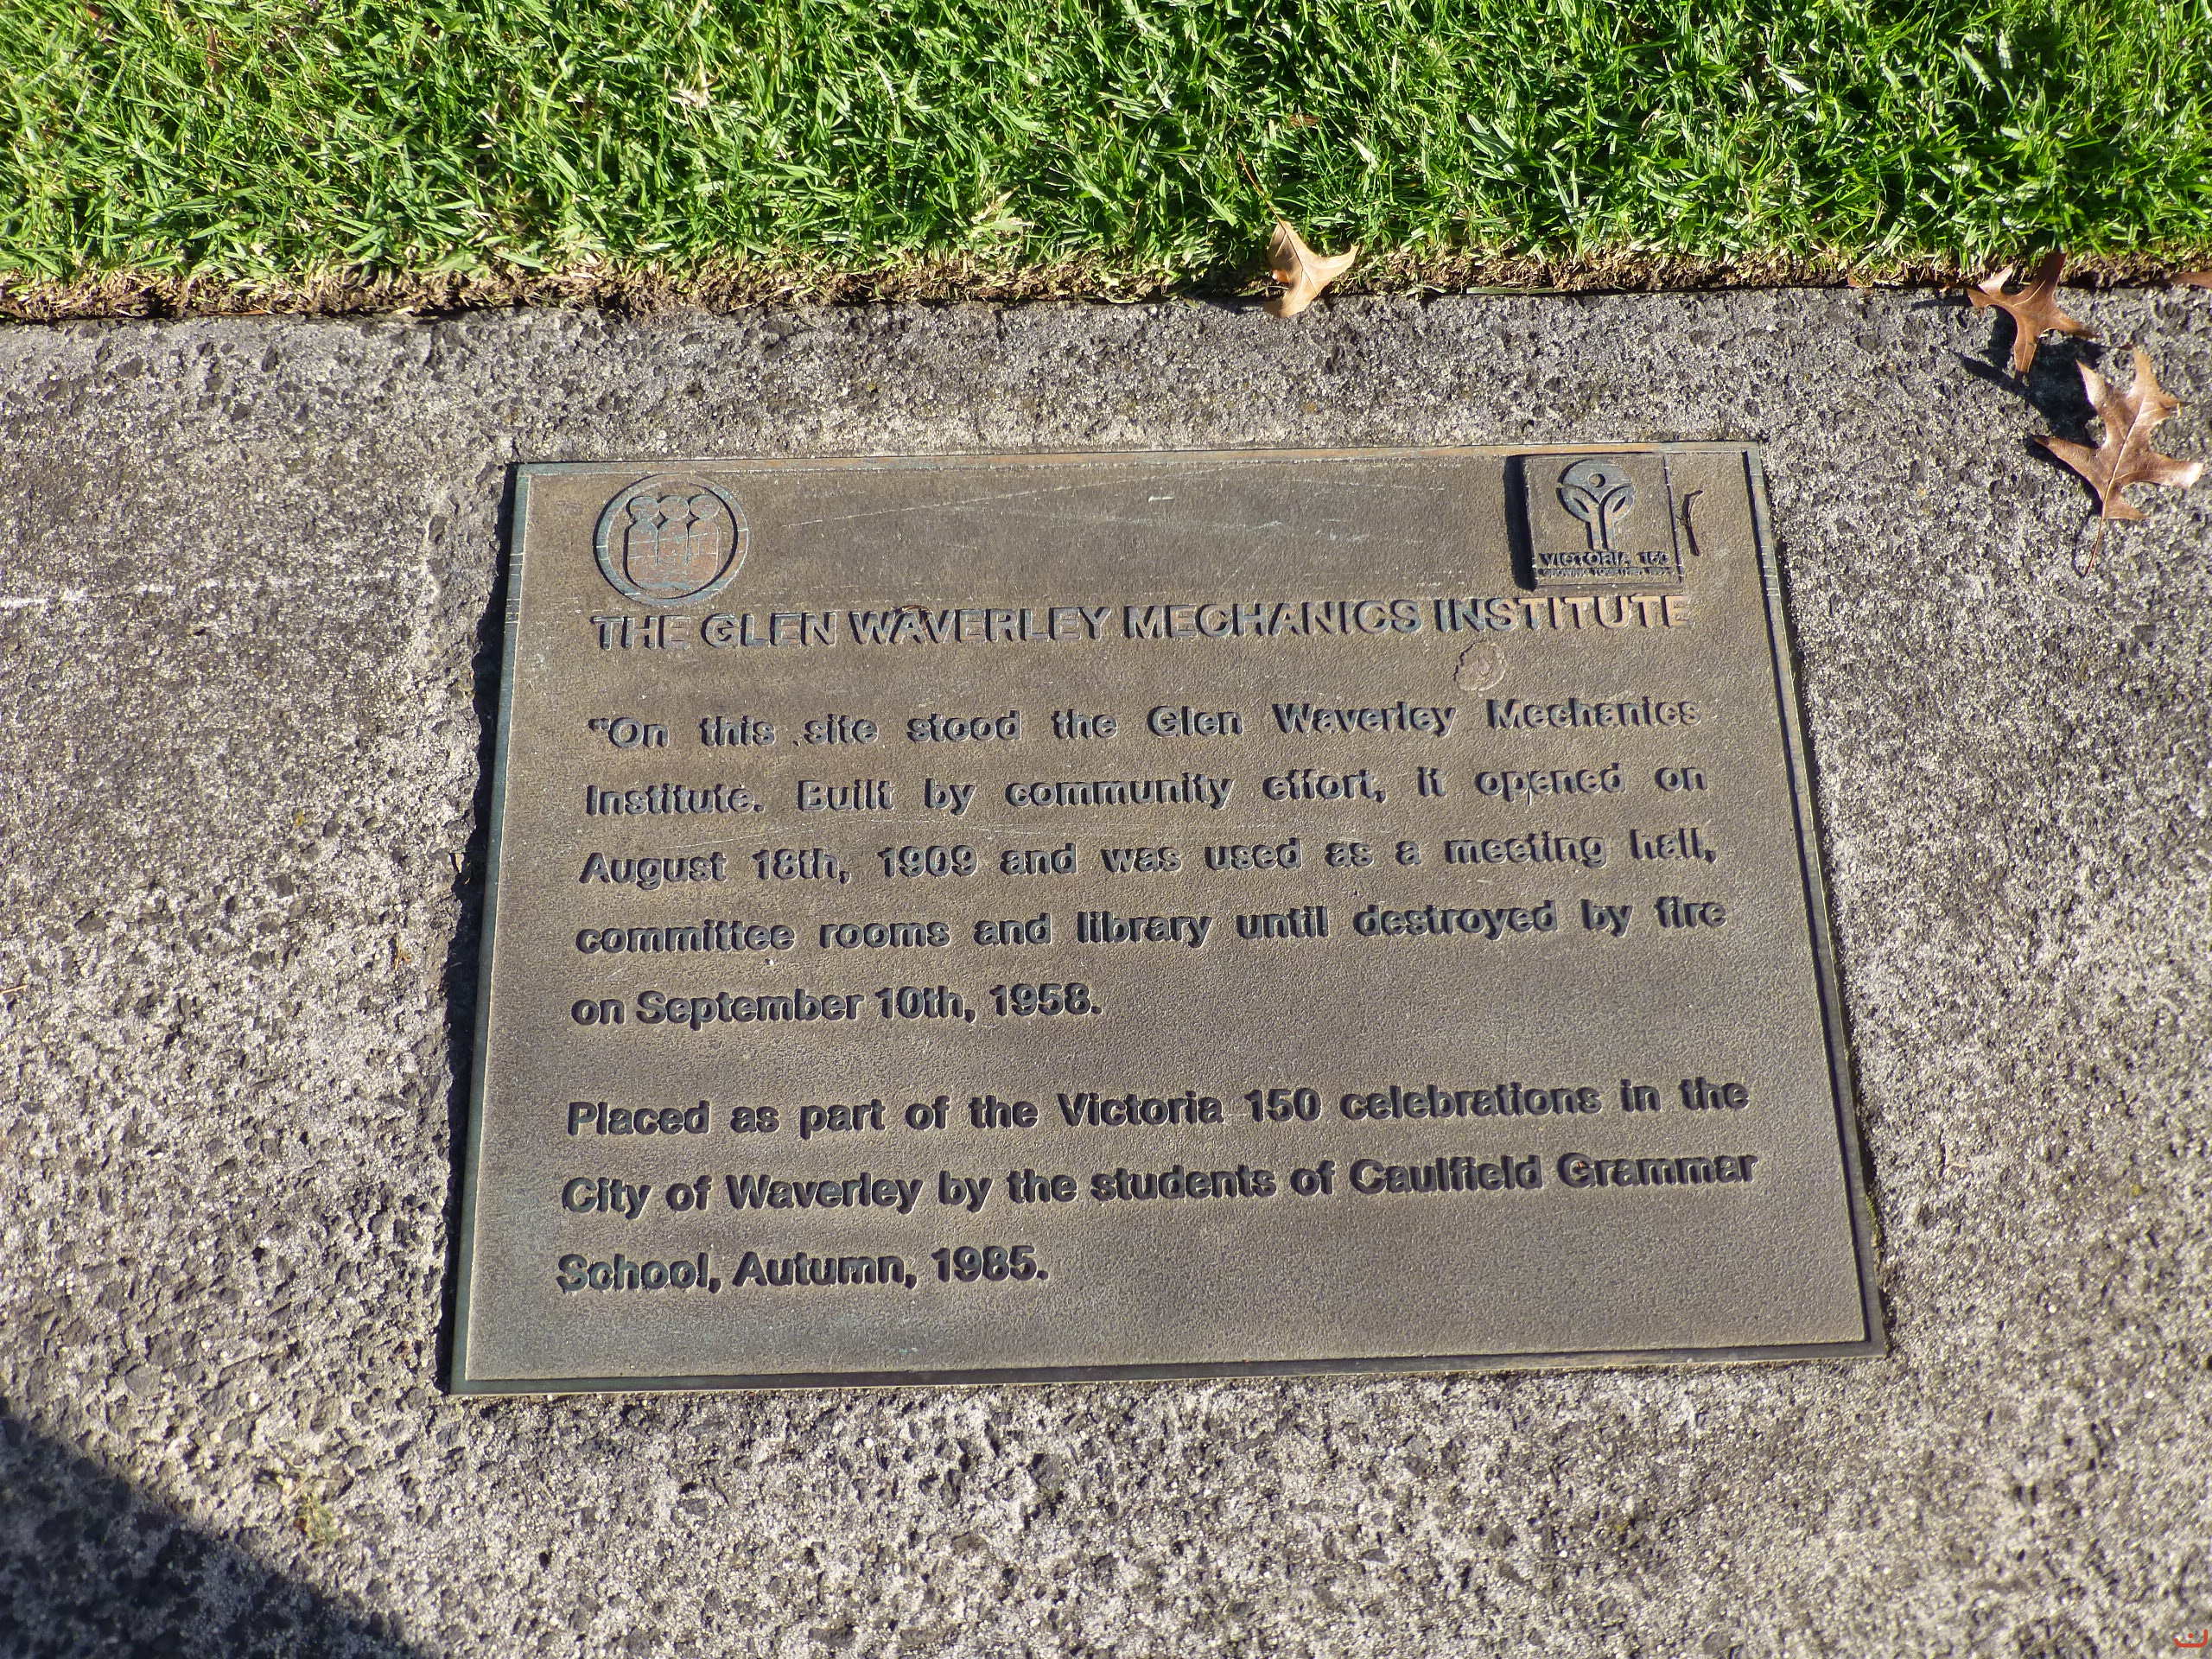 VICTORIA 150
GROWING TOGETHER
THE GLEN WAVERLEY MECHANICS INSTITUTE
"On this site stood the Glen Waverley Mechanics
Institute. Built by community effort, it opened on
August 18th, 1909 and was used as a meeting hall,
committee rooms and library until destroyed by fire
on September 10th, 1958.
Placed as part of the Victoria 150 celebrations in the
City of Waverley by the students of Caulfield Grammar
School, Autumn, 1985.